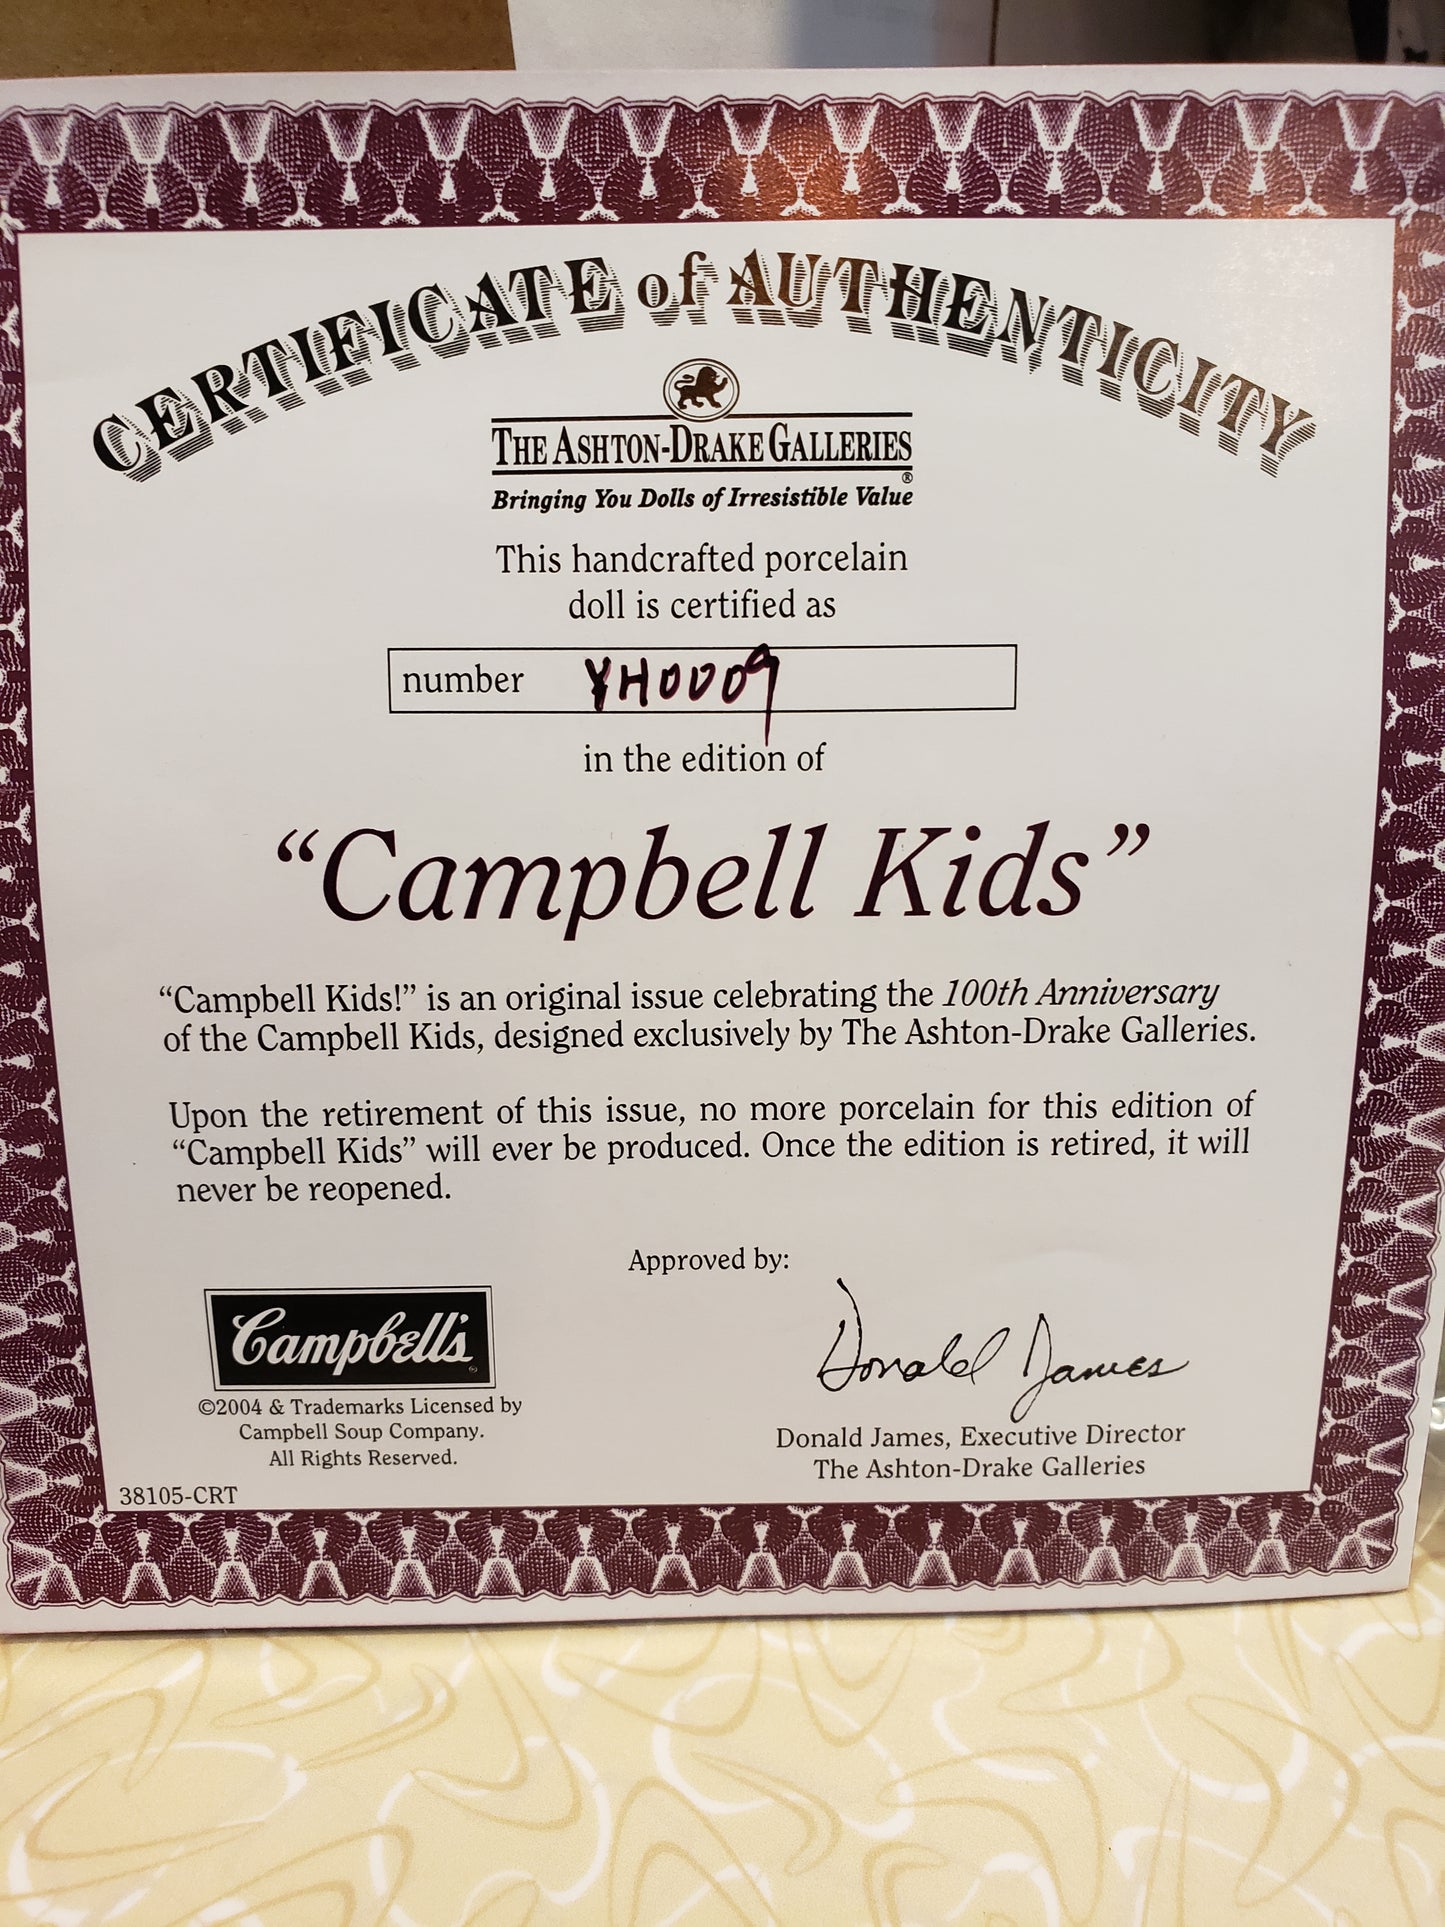 CERTIFICATE of AUTHENTICITY
THE ASHTON-DRAKE GALLERIES
®
Bringing You Dolls of Irresistible Value
This handcrafted porcelain
doll is certified as
number YH0009
in the edition of
“Campbell Kids”
“Campbell Kids!” is an original issue celebrating the 100th Anniversary
of the Campbell Kids, designed exclusively by The Ashton-Drake Galleries.
Upon the retirement of this issue, no more porcelain for this edition of
“Campbell Kids” will ever be produced. Once the edition is retired, it will
never be reopened.
Approved by:
Campbell's
Donald James
©2004 & Trademarks Licensed by
Campbell Soup Company.
All Rights Reserved.
Donald James, Executive Director
The Ashton-Drake Galleries
38105-CRT